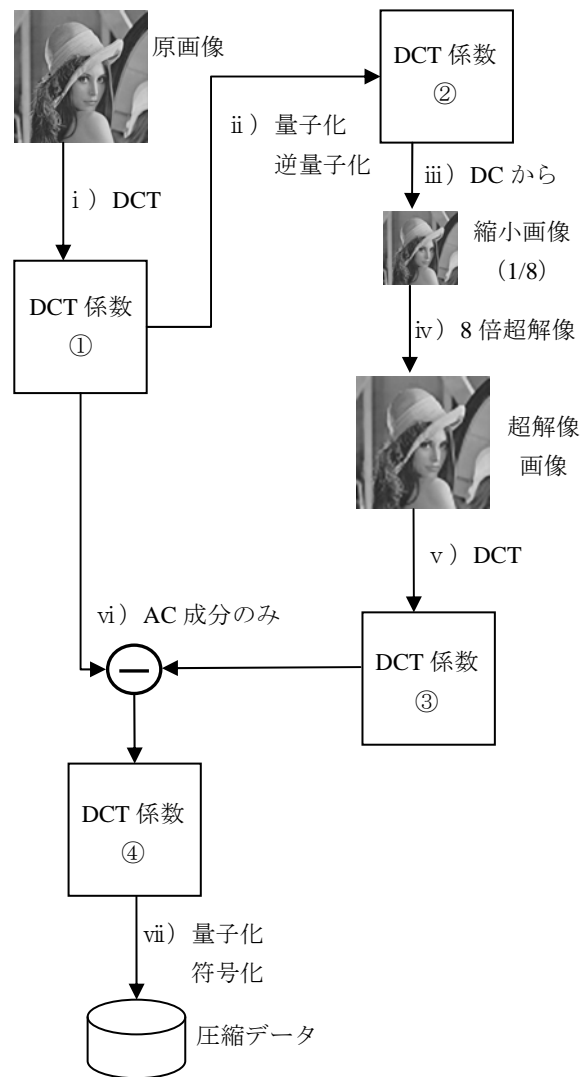 原画像
DCT 係数
②
ⅱ）量子化
逆量子化
ⅲ）DC から
ⅰ）DCT
縮小画像
（1/8）
DCT 係数
①
ⅳ）8 倍超解像
超解像
画像
ⅴ）DCT
ⅵ）AC 成分のみ
DCT 係数
③
DCT 係数
④
ⅶ）量子化
符号化
圧縮データ